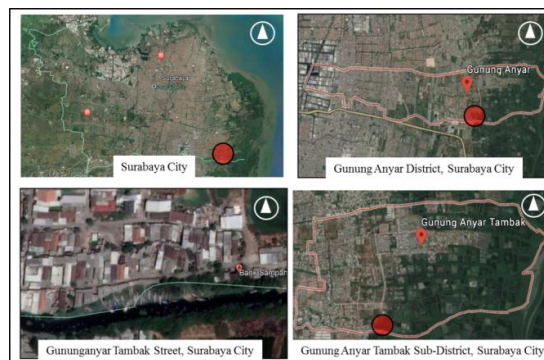 Surabaya
Surabaya City
Gunung Anyar
Gunung Anyar District, Surabaya City
Bank Sampah
Gununganyar Tambak Street, Surabaya City
Gunung Anyar Tambak
Gunung Anyar Tambak Sub-District, Surabaya City